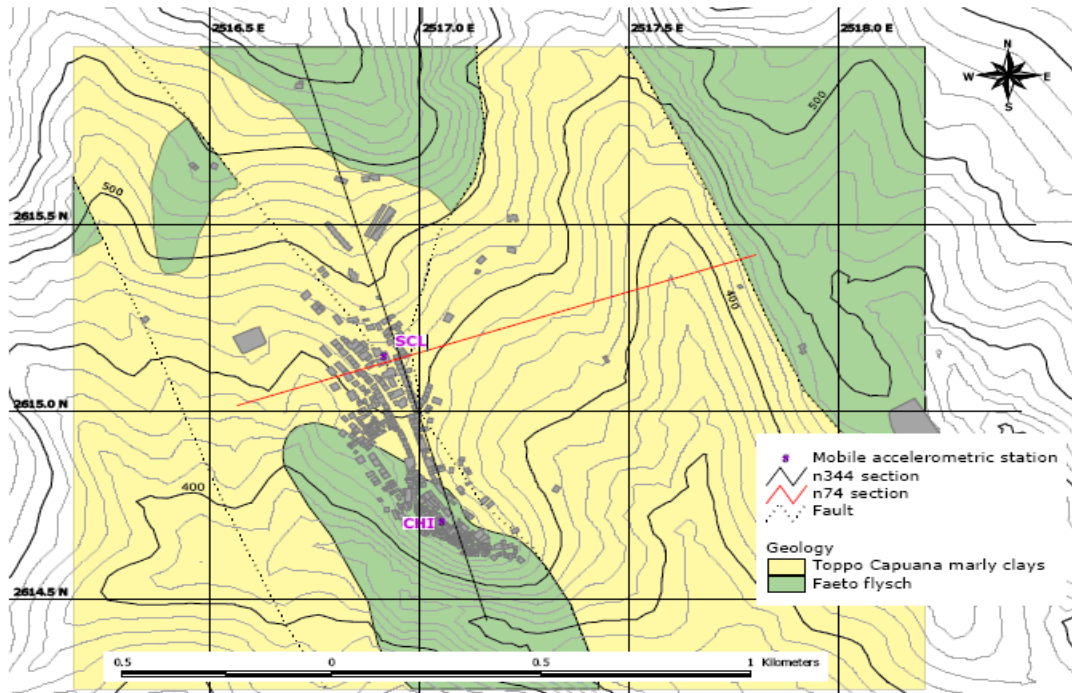 2516.5 E
2517.0 E
2517.5 E
2518.0 E
N
W E
S
500
500
2615.5 N
400
SCL
s
2615.0 N
400
CHI s
2614.5 N
s Mobile accelerometric station
n344 section
n74 section
Fault
Geology
Toppo Capuana marly clays
Faeto flysch
0.5 0 0.5 1 Kilometers